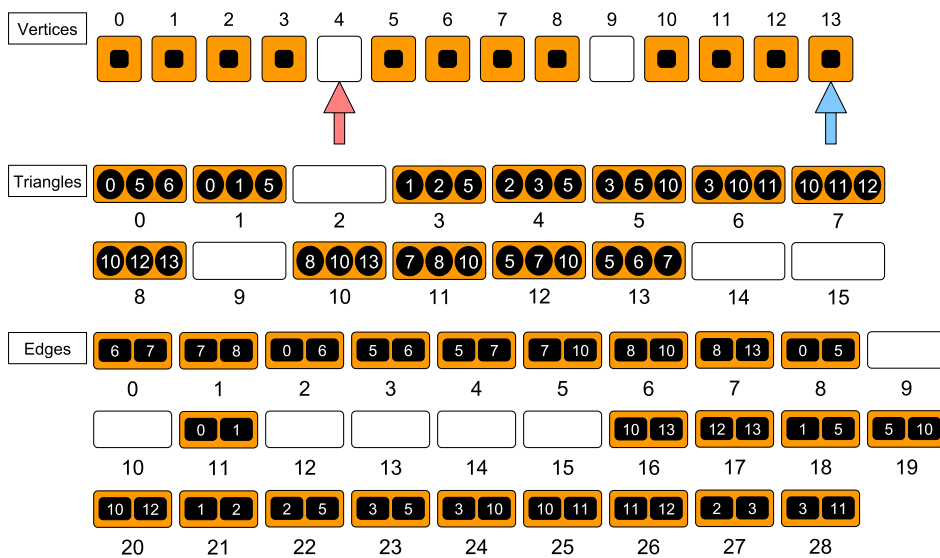 Vertices 0 1 2 3 4 5 6 7 8 9 10 11 12 13
Triangles 0 5 6 0 1 5 1 2 5 2 3 5 3 5 10 3 10 11 10 11 12
0 1 2 3 4 5 6 7
10 12 13 8 10 13 7 8 10 5 7 10 5 6 7
8 9 10 11 12 13 14 15
Edges 6 7 7 8 0 6 5 6 5 7 7 10 8 10 8 13 0 5
0 1 2 3 4 5 6 7 8 9
0 1 10 13 12 13 1 5 5 10
10 11 12 13 14 15 16 17 18 19
10 12 1 2 2 5 3 5 3 10 10 11 11 12 2 3 3 11
20 21 22 23 24 25 26 27 28